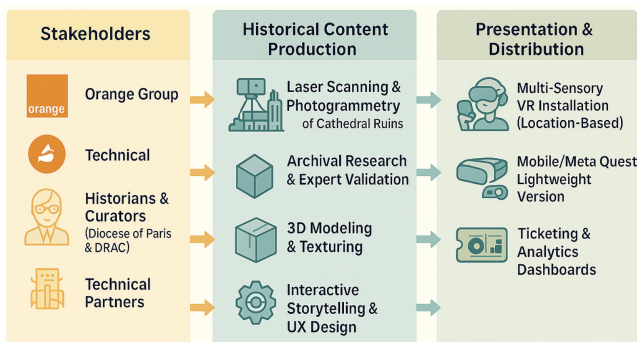 Stakeholders
orange
Orange Group
Technical
Historians &
Curators
(Diocese of Paris
& DRAC)
Technical
Partners
Historical Content
Production
Laser Scanning &
Photogrammetry
of Cathedral Ruins
Archival Research
& Expert Validation
3D Modeling
& Texturing
Interactive
Storytelling &
UX Design
Presentation &
Distribution
Multi-Sensory
VR Installation
(Location-Based)
Mobile/Meta Quest
Lightweight
Version
Ticketing &
Analytics
Dashboards